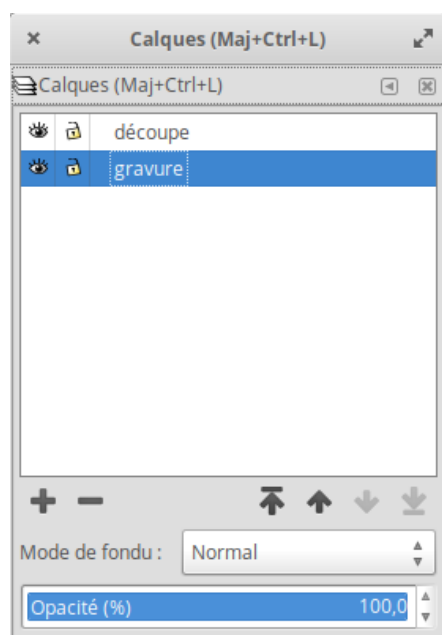 Calques (Maj+Ctrl+L)
Calques (Maj+Ctrl+L)
découpe
gravure
Mode de fondu : Normal
Opacité (%) 100,0